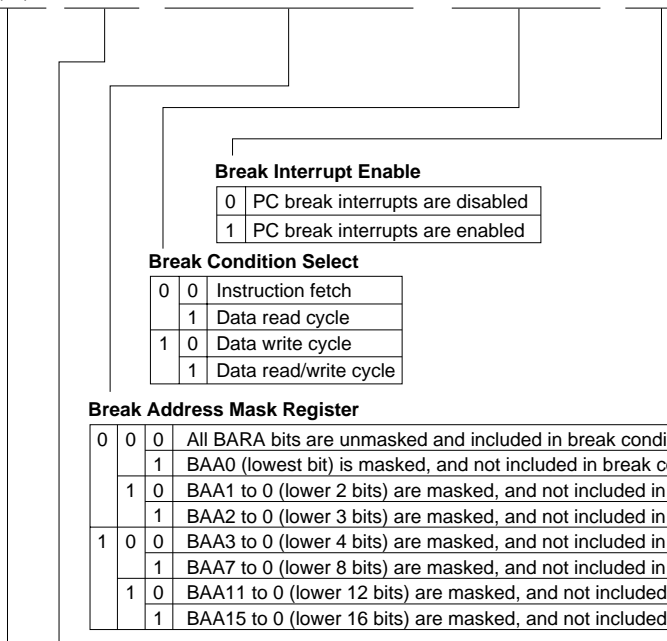 Break Interrupt Enable
0 PC break interrupts are disabled
1 PC break interrupts are enabled
Break Condition Select
0 0 Instruction fetch
1 Data read cycle
1 0 Data write cycle
1 Data read/write cycle
Break Address Mask Register
0 0 0 All BARA bits are unmasked and included in break condi
1 BAA0 (lowest bit) is masked, and not included in break c
1 0 BAA1 to 0 (lower 2 bits) are masked, and not included in
1 BAA2 to 0 (lower 3 bits) are masked, and not included in
1 0 0 BAA3 to 0 (lower 4 bits) are masked, and not included in
1 BAA7 to 0 (lower 8 bits) are masked, and not included in
1 0 BAA11 to 0 (lower 12 bits) are masked, and not included
1 BAA15 to 0 (lower 16 bits) are masked, and not included